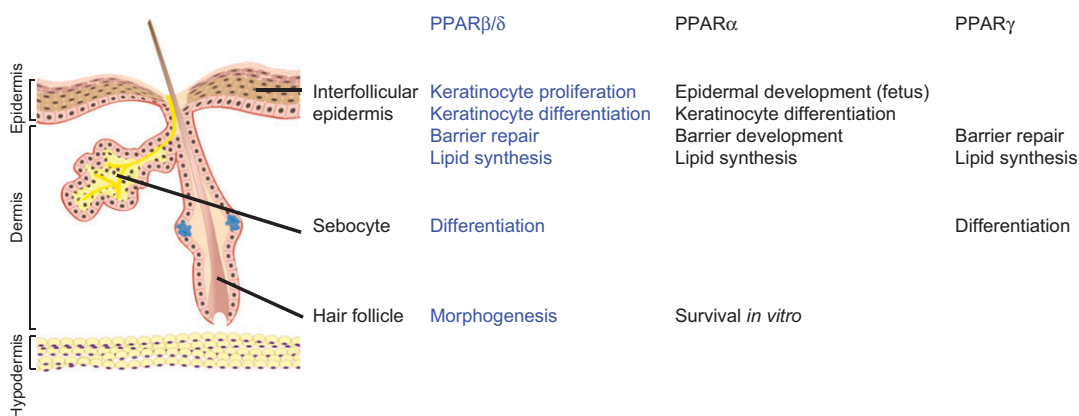 PPARβ/δ PPARα PPARγ
Epidermis
Interfollicular Keratinocyte proliferation Epidermal development (fetus)
epidermis Keratinocyte differentiation Keratinocyte differentiation
Barrier repair Barrier development Barrier repair
Lipid synthesis Lipid synthesis Lipid synthesis
Dermis
Sebocyte Differentiation Differentiation
Hair follicle Morphogenesis Survival in vitro
Hypodermis